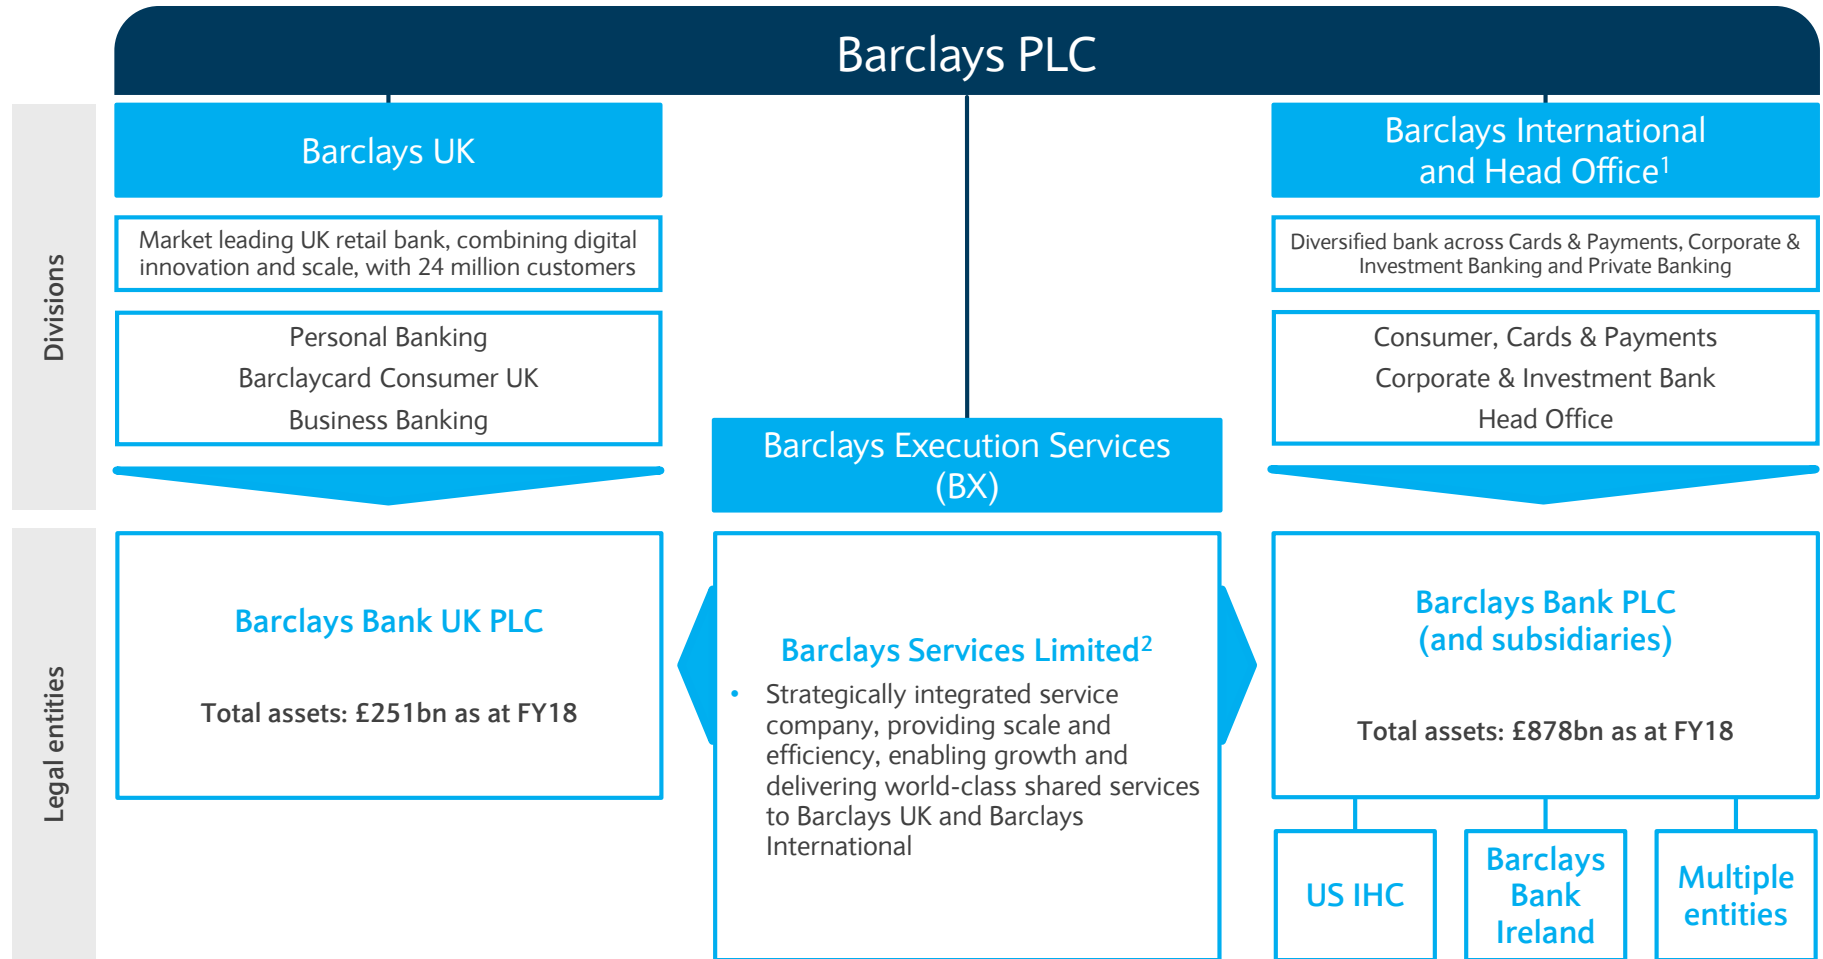 Barclays PLC
Divisions
Barclays UK
Market leading UK retail bank, combining digital
innovation and scale, with 24 million customers
Personal Banking
Barclaycard Consumer UK
Business Banking
Barclays Execution Services
(BX)
Barclays International
and Head Office¹
Diversified bank across Cards & Payments, Corporate &
Investment Banking and Private Banking
Consumer, Cards & Payments
Corporate & Investment Bank
Head Office
Legal entities
Barclays Bank UK PLC
Total assets: £251bn as at FY18
Barclays Services Limited²
• Strategically integrated service
company, providing scale and
efficiency, enabling growth and
delivering world-class shared services
to Barclays UK and Barclays
International
Barclays Bank PLC
(and subsidiaries)
Total assets: £878bn as at FY18
US IHC
Barclays
Bank
Ireland
Multiple
entities